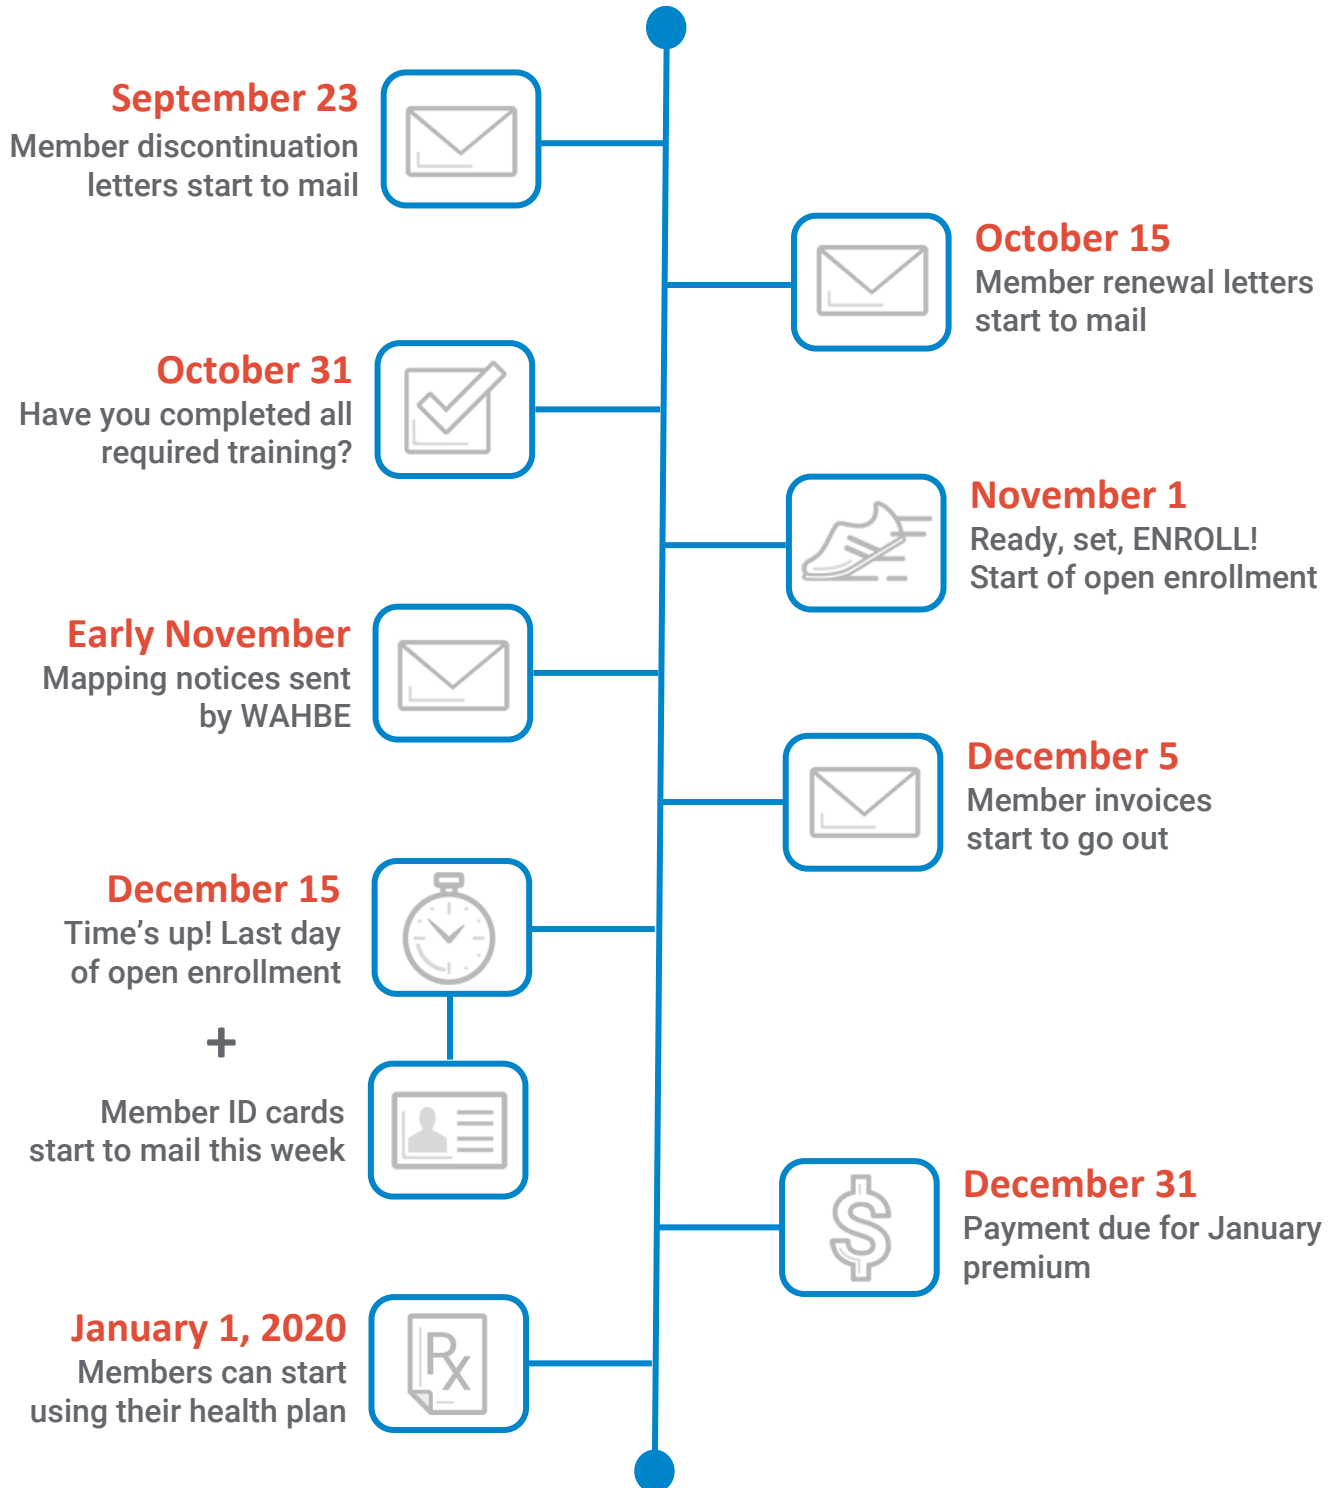 September 23
Member discontinuation
letters start to mail
October 15
Member renewal letters
start to mail
October 31
Have you completed all
required training?
November 1
Ready, set, ENROLL!
Start of open enrollment
Early November
Mapping notices sent
by WAHBE
December 5
Member invoices
start to go out
December 15
Time’s up! Last day
of open enrollment
+
Member ID cards
start to mail this week
December 31
Payment due for January
premium
January 1, 2020
Members can start
using their health plan
Rx